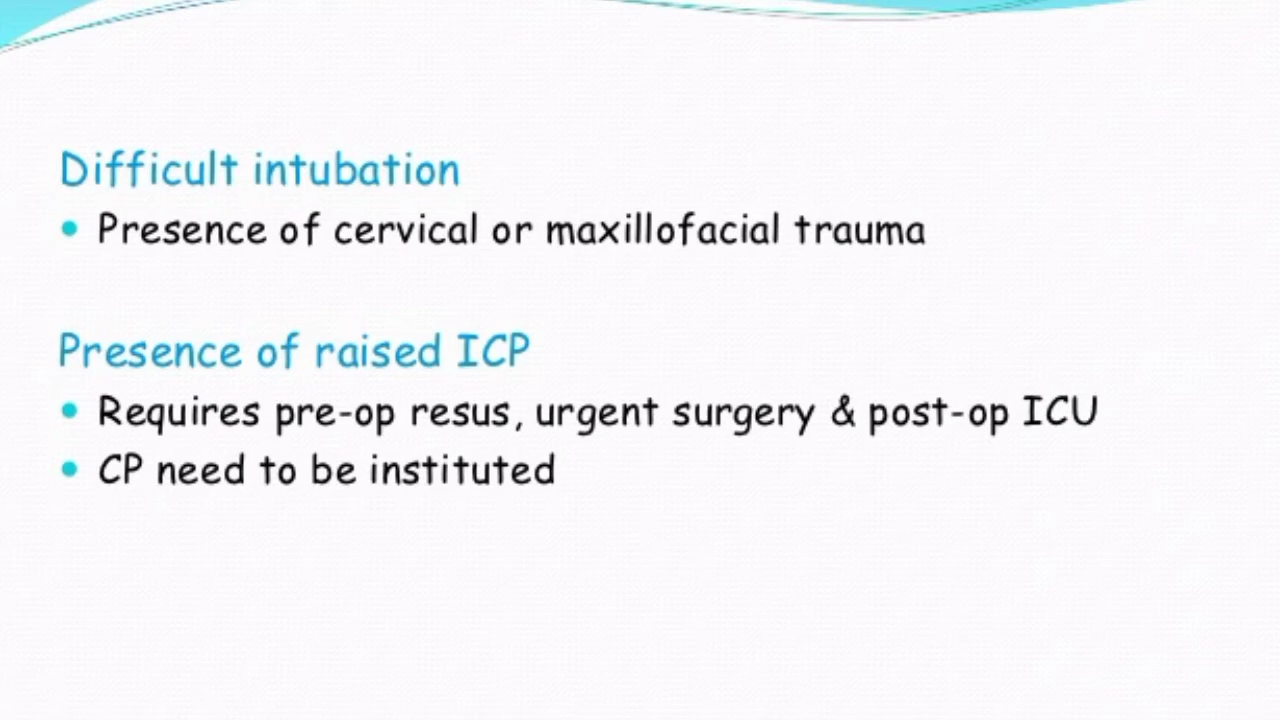 Difficult intubation
• Presence of cervical or maxillofacial trauma
Presence of raised ICP
• Requires pre-op resus, urgent surgery & post-op ICU
• CP need to be instituted